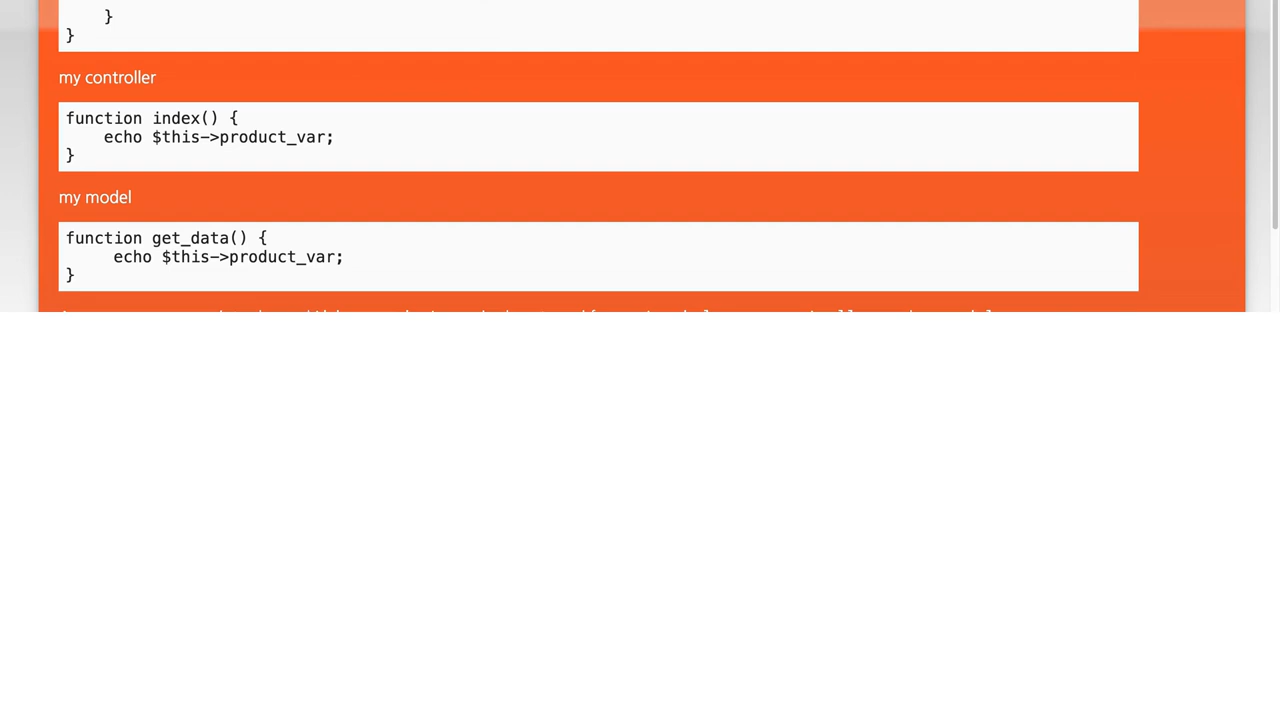 }
}
my controller
function index() {
    echo $this->product_var;
}
my model
function get_data() {
     echo $this->product_var;
}